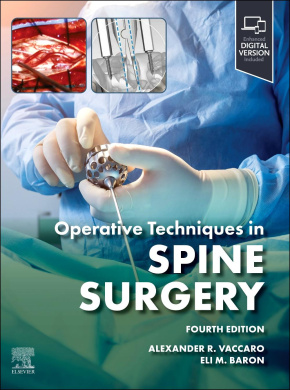 Enhanced
DIGITAL
VERSION
Included
Operative Techniques in
SPINE
SURGERY
FOURTH EDITION
ALEXANDER R. VACCARO
ELI M. BARON
ELSEVIER